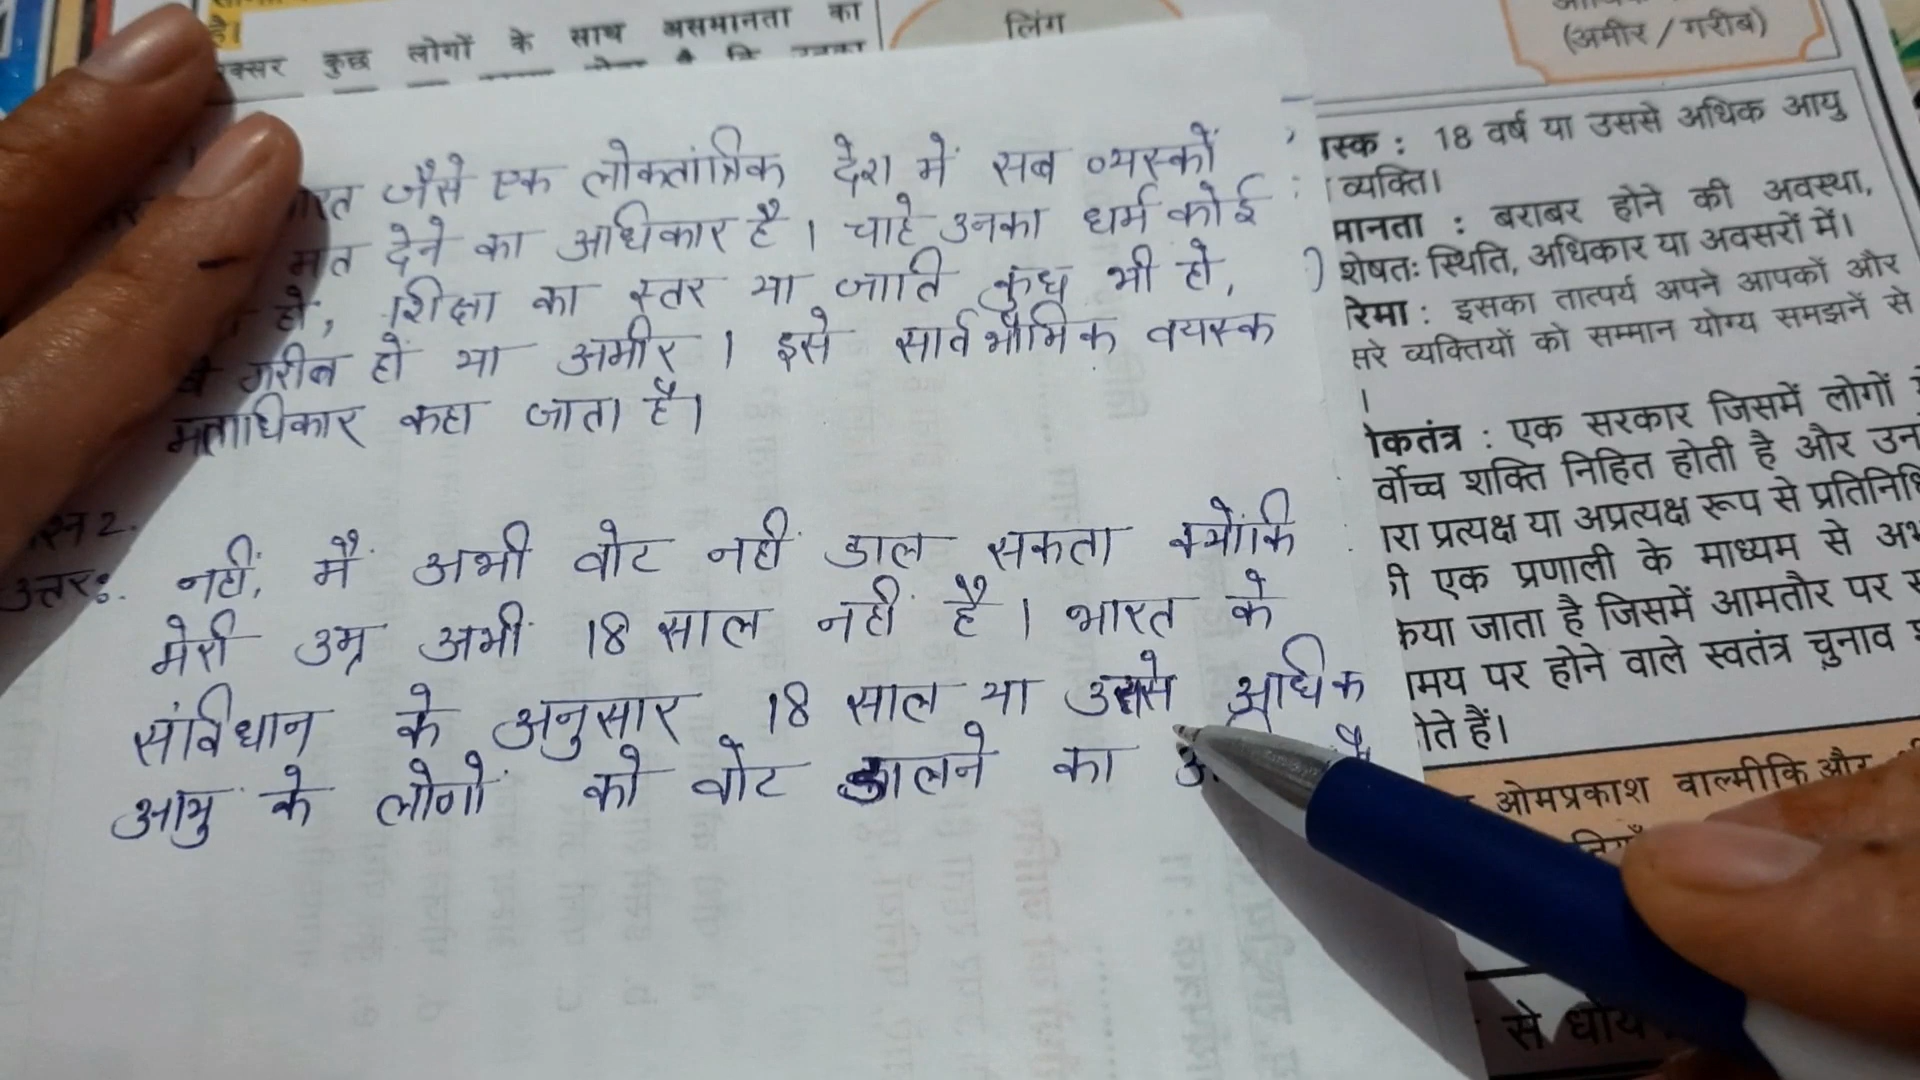 है।
कुछ लोगों के साथ असमानता का
लिंग
(अमीर / गरीब)
जैसे एक लोकतांत्रिक देश में सब व्यस्कों
मत देने का अधिकार है । चाहे उनका धर्म कोई
हो, शिक्षा का स्तर या जाति कुछ भी हो,
गरीब हों या अमीर । इसे सार्वभौमिक वयस्क
मताधिकार कहा जाता है।
2.
उत्तरः नहीं, मैं अभी वोट नहीं डाल सकता क्योंकि
मेरी उम्र अभी 18 साल नहीं है । भारत के
संविधान के अनुसार 18 साल या उससे अधिक
आयु के लोगों को वोट डालने का
स्क : 18 वर्ष या उससे अधिक आयु
व्यक्ति।
मानता : बराबर होने की अवस्था,
शेषतः स्थिति, अधिकार या अवसरों में।
रिमा : इसका तात्पर्य अपने आपकों और
सरे व्यक्तियों को सम्मान योग्य समझनें से
।
ोकतंत्र : एक सरकार जिसमें लोगों
र्वोच्च शक्ति निहित होती है और उन
ारा प्रत्यक्ष या अप्रत्यक्ष रूप से प्रतिनिधि
एक प्रणाली के माध्यम से
केया जाता है जिसमें आमतौर पर
मय पर होने वाले स्वतंत्र चुनाव
ोते हैं।
ओमप्रकाश वाल्मीकि और
से